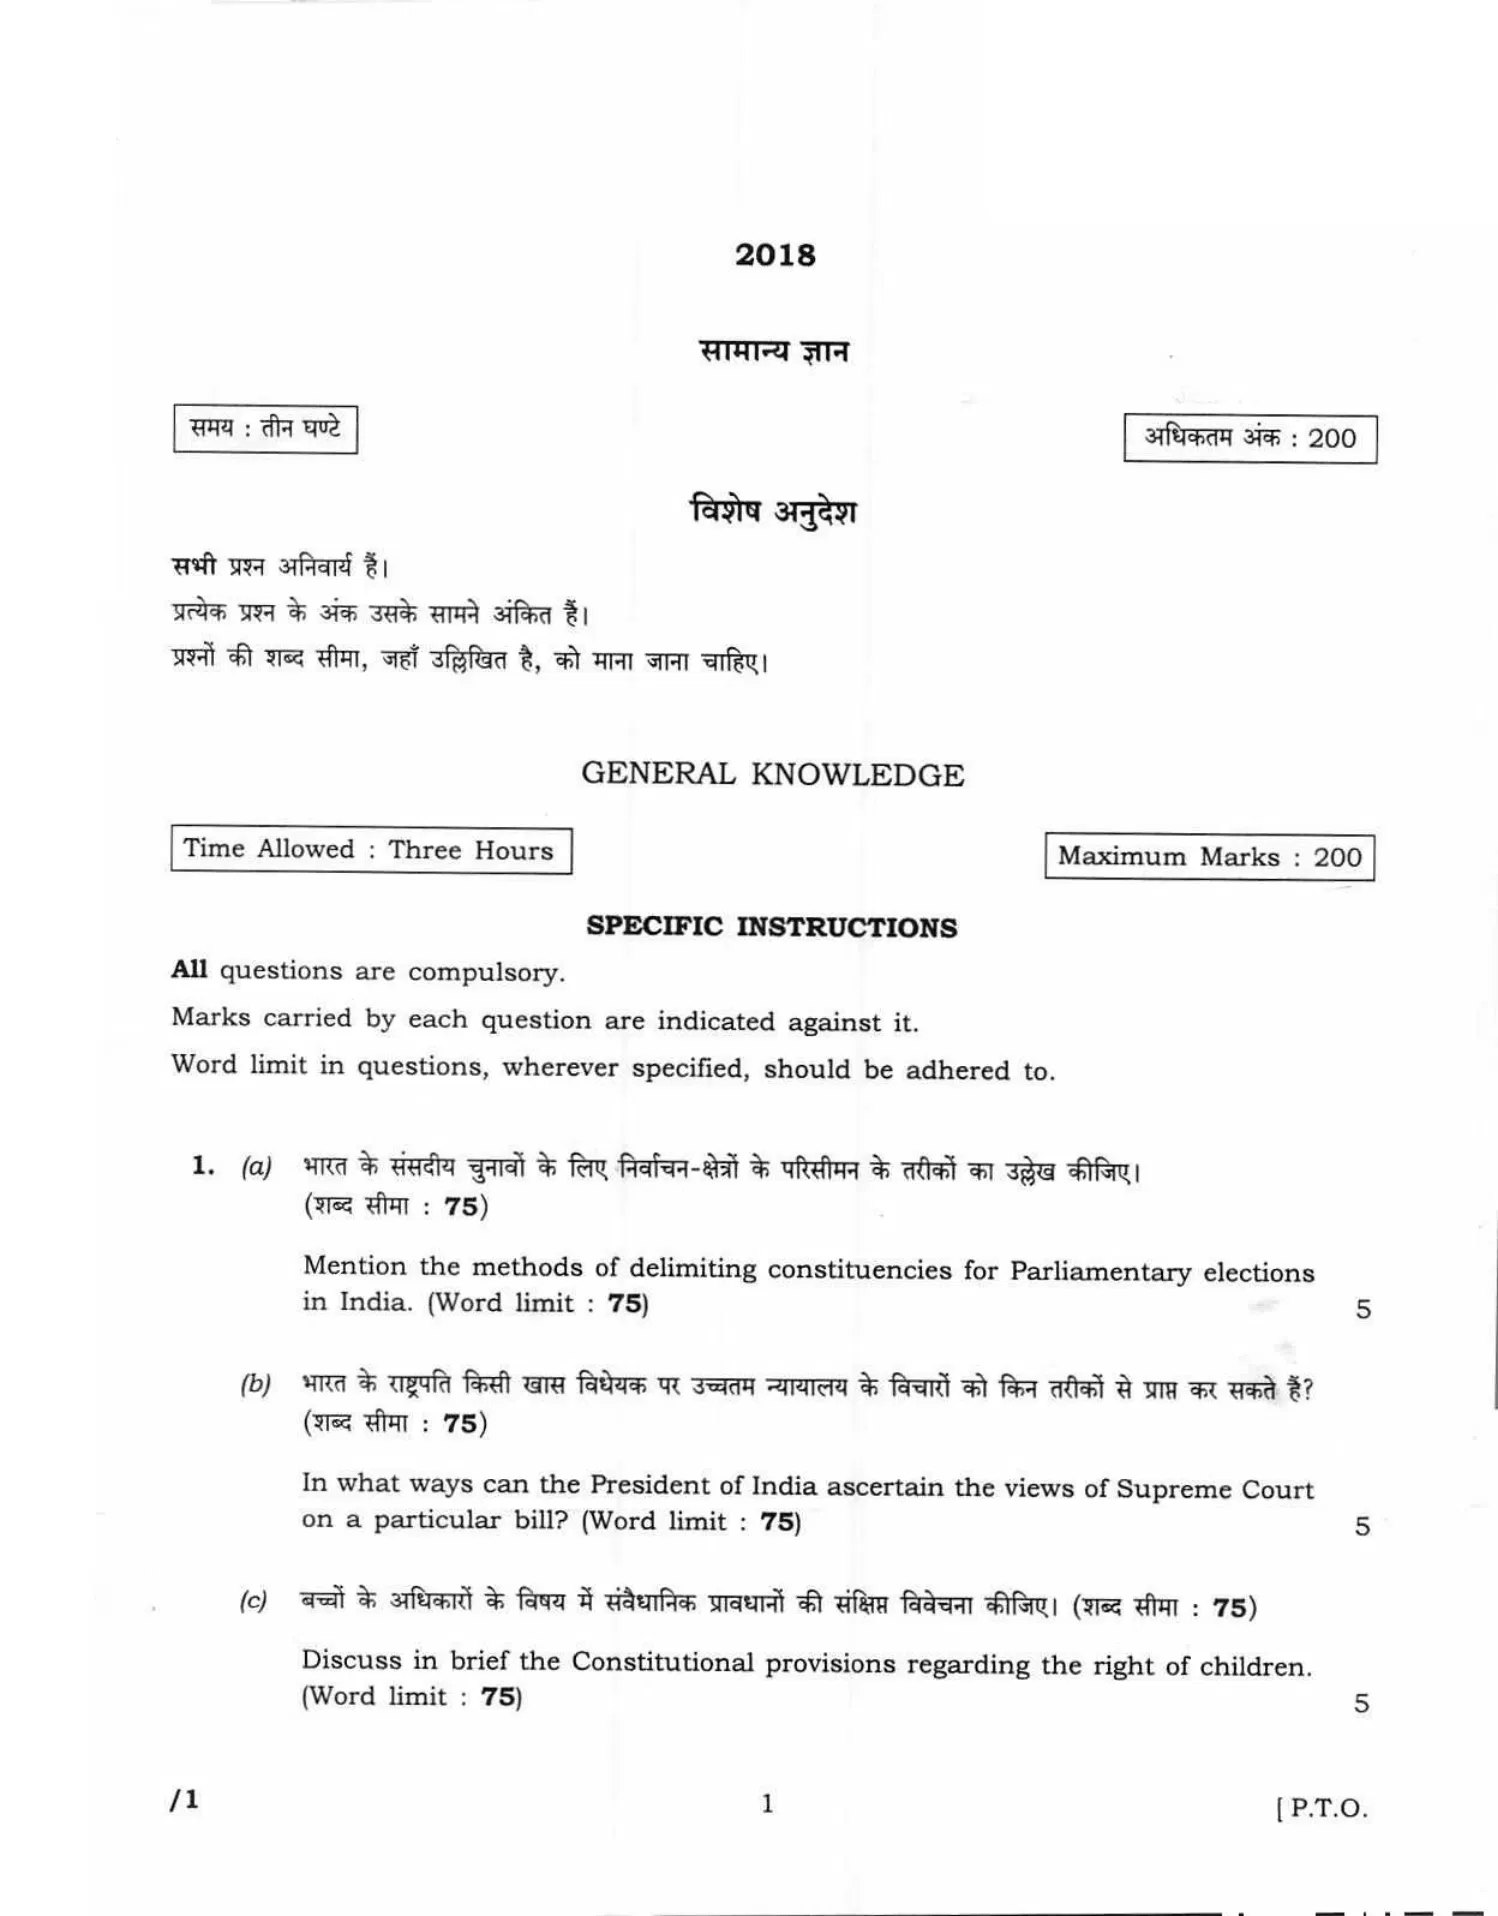 2018
सामान्य ज्ञान
समय : तीन घण्टे
अधिकतम अंक : 200
विशेष अनुदेश
सभी प्रश्न अनिवार्य हैं।
प्रत्येक प्रश्न के अंक उसके सामने अंकित हैं।
प्रश्नों की शब्द सीमा, जहाँ उल्लिखित है, को माना जाना चाहिए।
GENERAL KNOWLEDGE
Time Allowed : Three Hours
Maximum Marks : 200
SPECIFIC INSTRUCTIONS
All questions are compulsory.
Marks carried by each question are indicated against it.
Word limit in questions, wherever specified, should be adhered to.
1. (a) भारत के संसदीय चुनावों के लिए निर्वाचन-क्षेत्रों के परिसीमन के तरीकों का उल्लेख कीजिए।
(शब्द सीमा : 75)
Mention the methods of delimiting constituencies for Parliamentary elections
in India. (Word limit : 75) 5
(b) भारत के राष्ट्रपति किसी खास विधेयक पर उच्चतम न्यायालय के विचारों को किन तरीकों से प्राप्त कर सकते हैं?
(शब्द सीमा : 75)
In what ways can the President of India ascertain the views of Supreme Court
on a particular bill? (Word limit : 75) 5
(c) बच्चों के अधिकारों के विषय में संवैधानिक प्रावधानों की संक्षिप्त विवेचना कीजिए। (शब्द सीमा : 75)
Discuss in brief the Constitutional provisions regarding the right of children.
(Word limit : 75) 5
/1 1 [ P.T.O.